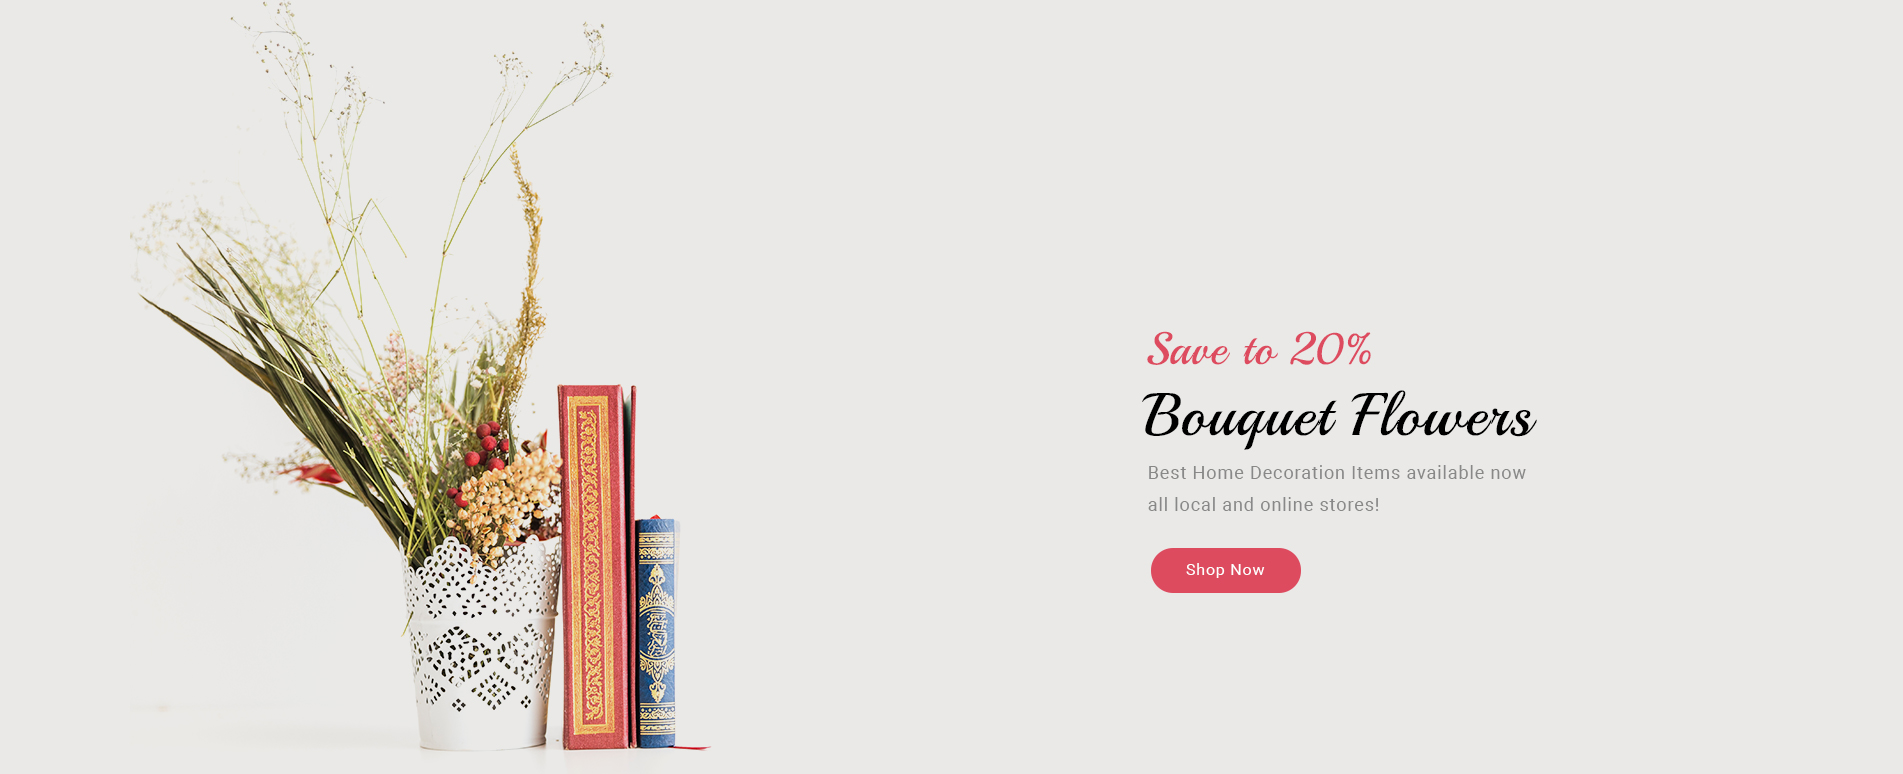 Save to 20%
Bouquet Flowers
Best Home Decoration Items available now
all local and online stores!
Shop Now